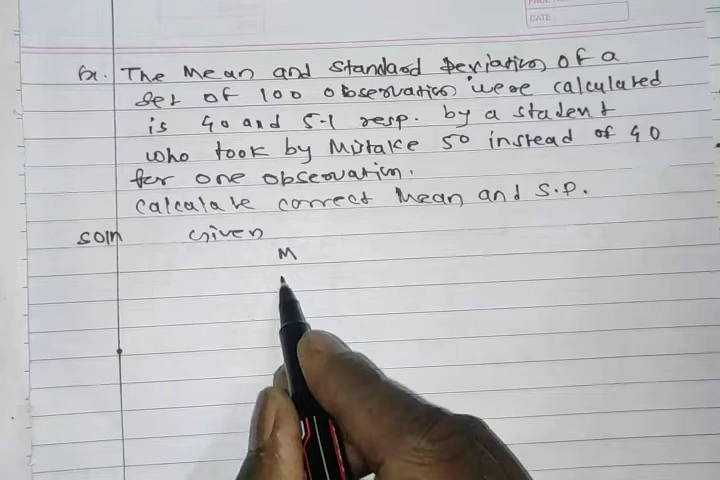 DATE
Ex. The Mean and Standard Deviation of a
set of 100 observation were calculated
is 40 and 5.1 resp. by a student
who took by Mistake 50 instead of 40
for one observation.
calculate correct Mean and S.D.
Soln Given
M